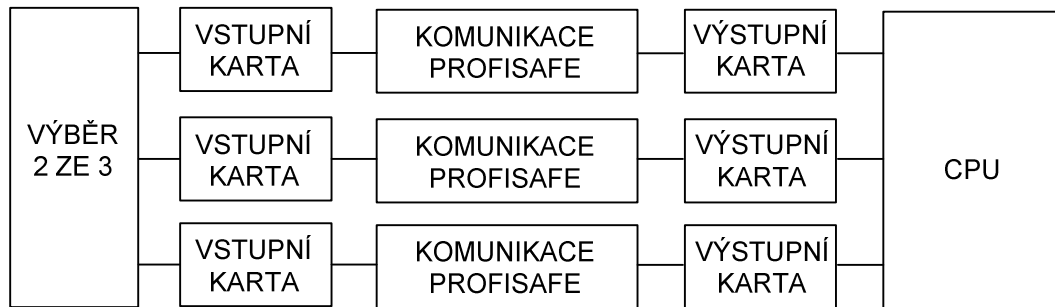 VÝBĚR
2 ZE 3
VSTUPNÍ
KARTA
KOMUNIKACE
PROFISAFE
VÝSTUPNÍ
KARTA
VSTUPNÍ
KARTA
KOMUNIKACE
PROFISAFE
VÝSTUPNÍ
KARTA
VSTUPNÍ
KARTA
KOMUNIKACE
PROFISAFE
VÝSTUPNÍ
KARTA
CPU